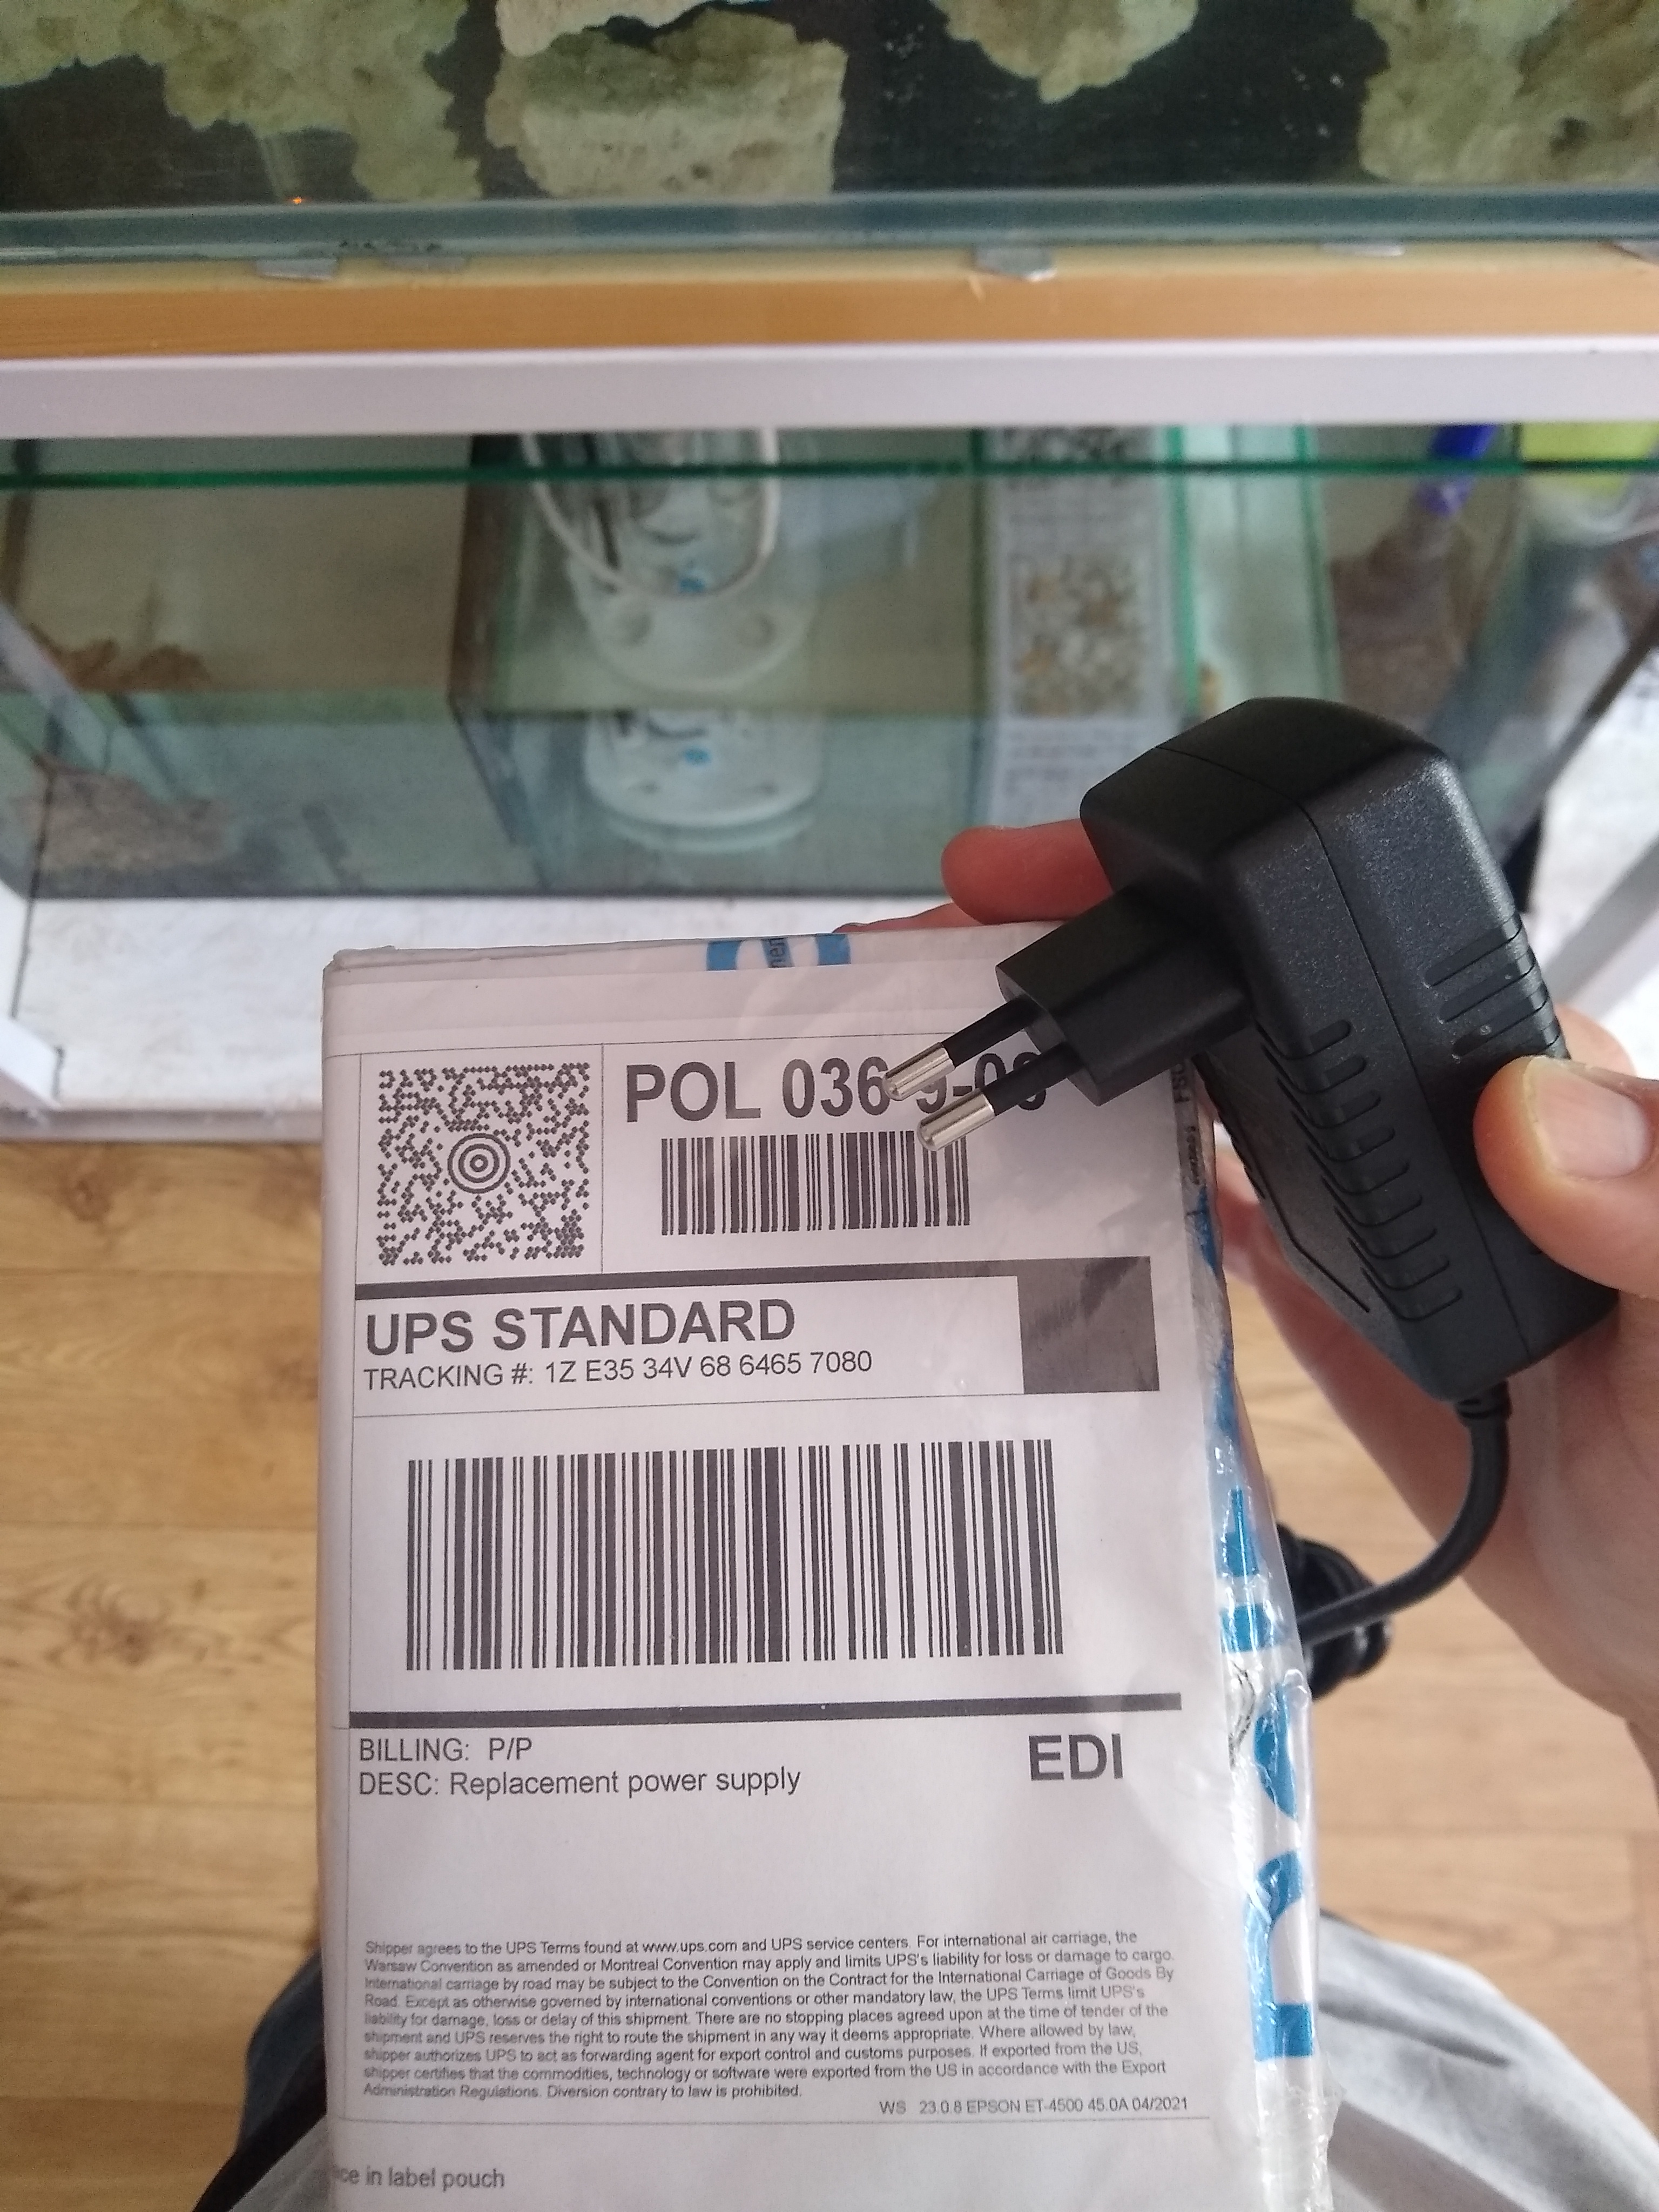 POL 036 9-0
UPS STANDARD
TRACKING #: 1Z E35 34V 68 6465 7080
BILLING: P/P
EDI
DESC: Replacement power supply
Shipper agrees to the UPS Terms found at www.ups.com and UPS service centers. For international air carriage, the
Warsaw Convention as amended or Montreal Convention may apply and limits UPS's liability for loss or damage to cargo.
International carriage by road may be subject to the Convention on the Contract for the International Carriage of Goods By
Road. Except as otherwise governed by international conventions or other mandatory law, the UPS Terms limit UPS's
liability for damage, loss or delay of this shipment. There are no stopping places agreed upon at the time of tender of the
shipment and UPS reserves the right to route the shipment in any way it deems appropriate. Where allowed by law,
shipper authorizes UPS to act as forwarding agent for export control and customs purposes. If exported from the US,
shipper certifies that the commodities, technology or software were exported from the US in accordance with the Export
Administration Regulations. Diversion contrary to law is prohibited.
WS 23.0.8 EPSON ET-4500 45.0A 04/2021
in label pouch